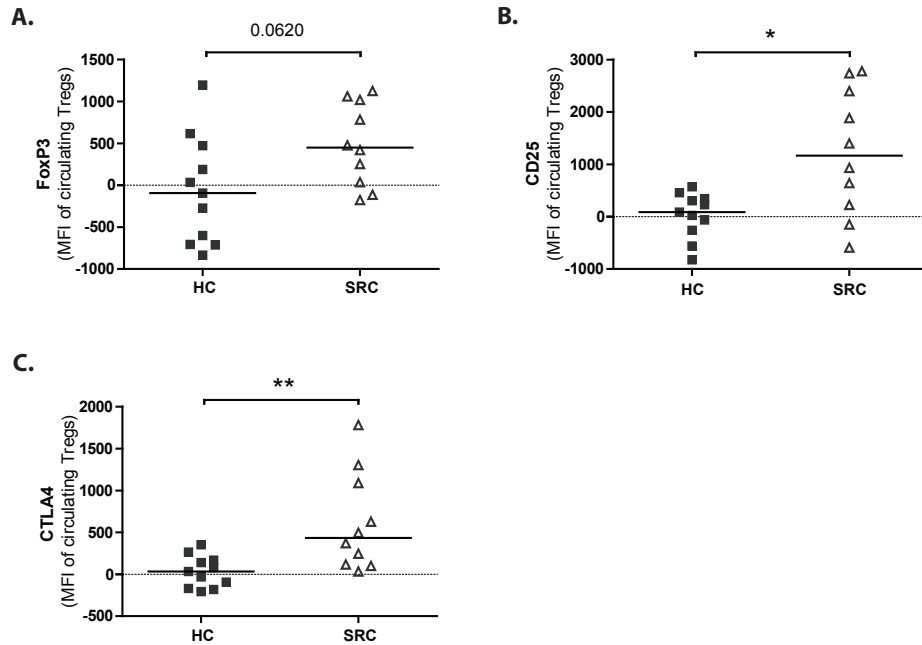 A.
0.0620
FoxP3
(MFI of circulating Tregs)
1500
1000
500
0
-500
-1000
HC
SRC
B.
*
CD25
(MFI of circulating Tregs)
3000
2000
1000
0
-1000
HC
SRC
C.
**
CTLA4
(MFI of circulating Tregs)
2000
1500
1000
500
0
-500
HC
SRC